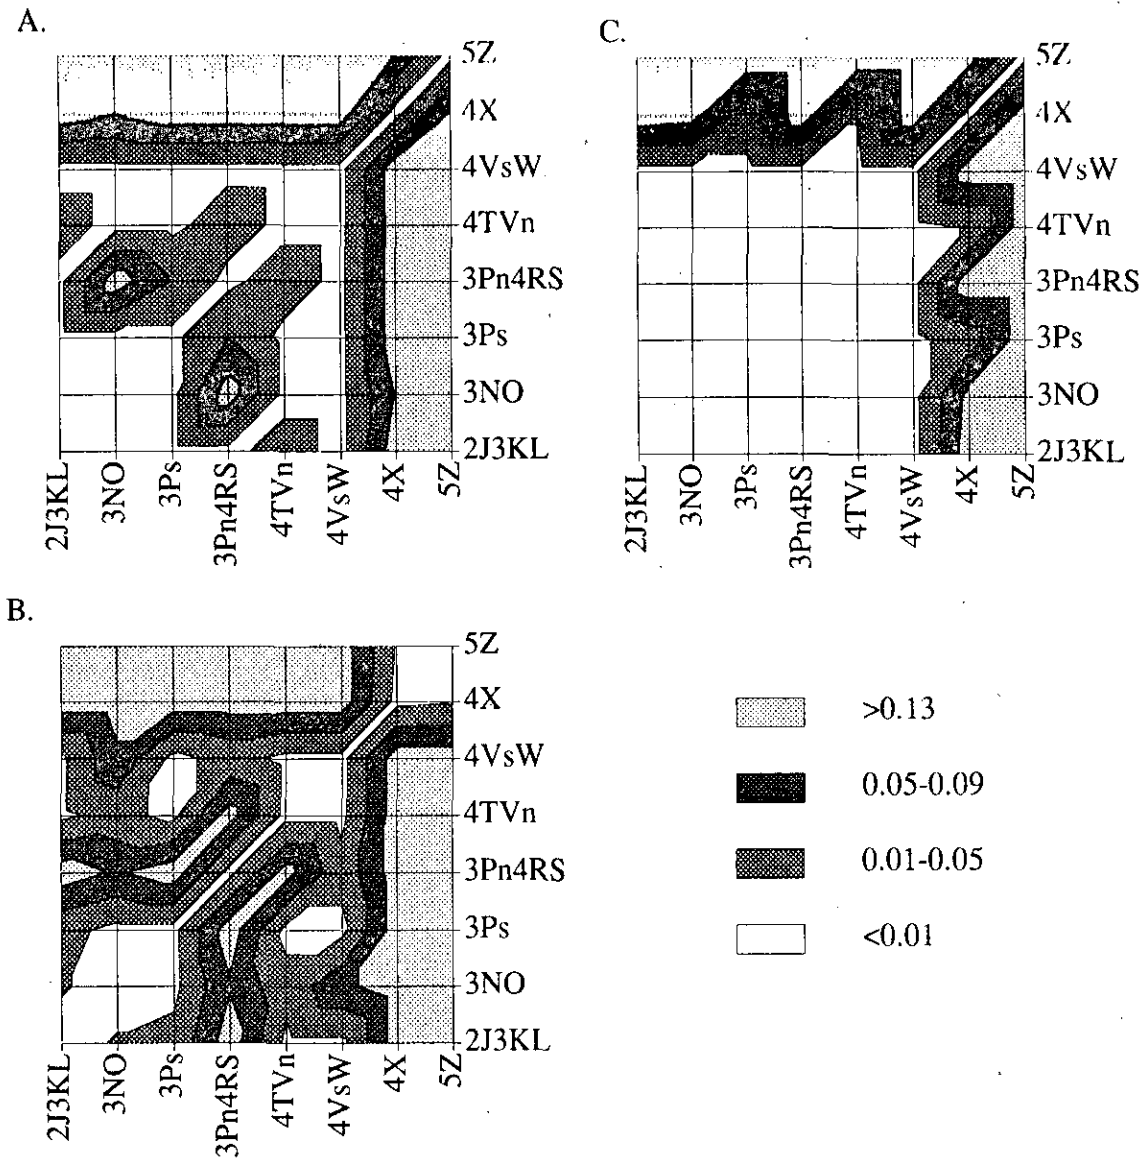 A.
5Z
4X
4VsW
4TVn
3Pn4RS
3Ps
3NO
2J3KL
2J3KL
3NO
3Ps
3Pn4RS
4TVn
4VsW
4X
5Z
C.
5Z
4X
4VsW
4TVn
3Pn4RS
3Ps
3NO
2J3KL
2J3KL
3NO
3Ps
3Pn4RS
4TVn
4VsW
4X
5Z
B.
5Z
4X
4VsW
4TVn
3Pn4RS
3Ps
3NO
2J3KL
2J3KL
3NO
3Ps
3Pn4RS
4TVn
4VsW
4X
5Z
>0.13
0.05-0.09
0.01-0.05
<0.01